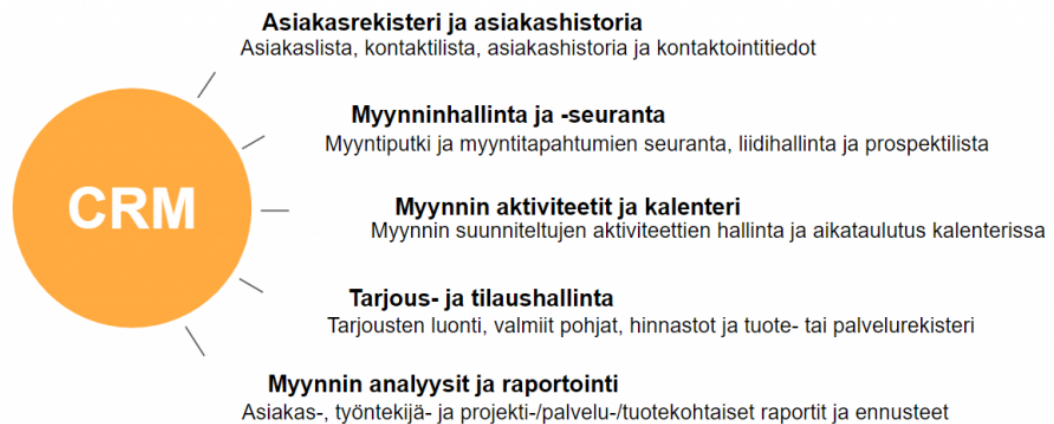 Asiakasrekisteri ja asiakashistoria
Asiakaslista, kontaktilista, asiakashistoria ja kontaktointitiedot
Myynninhallinta ja -seuranta
Myyntiputki ja myyntitapahtumien seuranta, liidihallinta ja prospektilista
CRM
Myynnin aktiviteetit ja kalenteri
Myynnin suunniteltujen aktiviteettien hallinta ja aikataulutus kalenterissa
Tarjous- ja tilaushallinta
Tarjousten luonti, valmiit pohjat, hinnastot ja tuote- tai palvelurekisteri
Myynnin analyysit ja raportointi
Asiakas-, työntekijä- ja projekti-/palvelu-/tuotekohtaiset raportit ja ennusteet